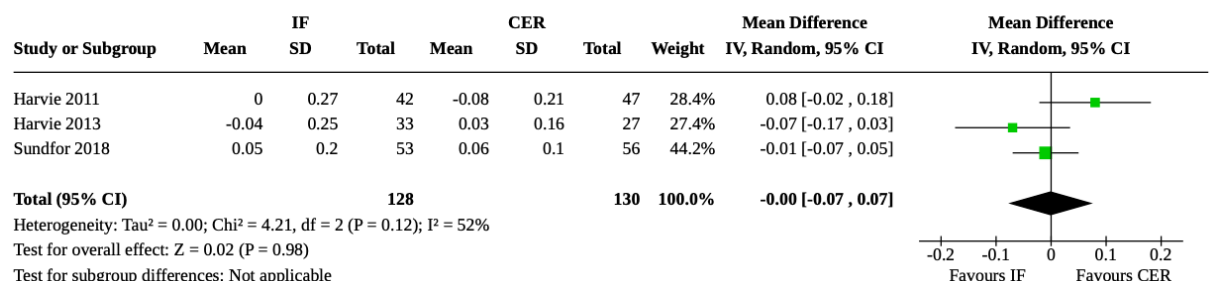 IF CER Mean Difference Mean Difference
Study or Subgroup Mean SD Total Mean SD Total Weight IV, Random, 95% CI IV, Random, 95% CI
Harvie 2011 0 0.27 42 -0.08 0.21 47 28.4% 0.08 [-0.02 , 0.18]
Harvie 2013 -0.04 0.25 33 0.03 0.16 27 27.4% -0.07 [-0.17 , 0.03]
Sundfor 2018 0.05 0.2 53 0.06 0.1 56 44.2% -0.01 [-0.07 , 0.05]
Total (95% CI) 128 130 100.0% -0.00 [-0.07 , 0.07]
Heterogeneity: Tau² = 0.00; Chi² = 4.21, df = 2 (P = 0.12); I² = 52%
Test for overall effect: Z = 0.02 (P = 0.98)
-0.2 -0.1 0 0.1 0.2
Test for subgroup differences: Not applicable
Favours IF Favours CER